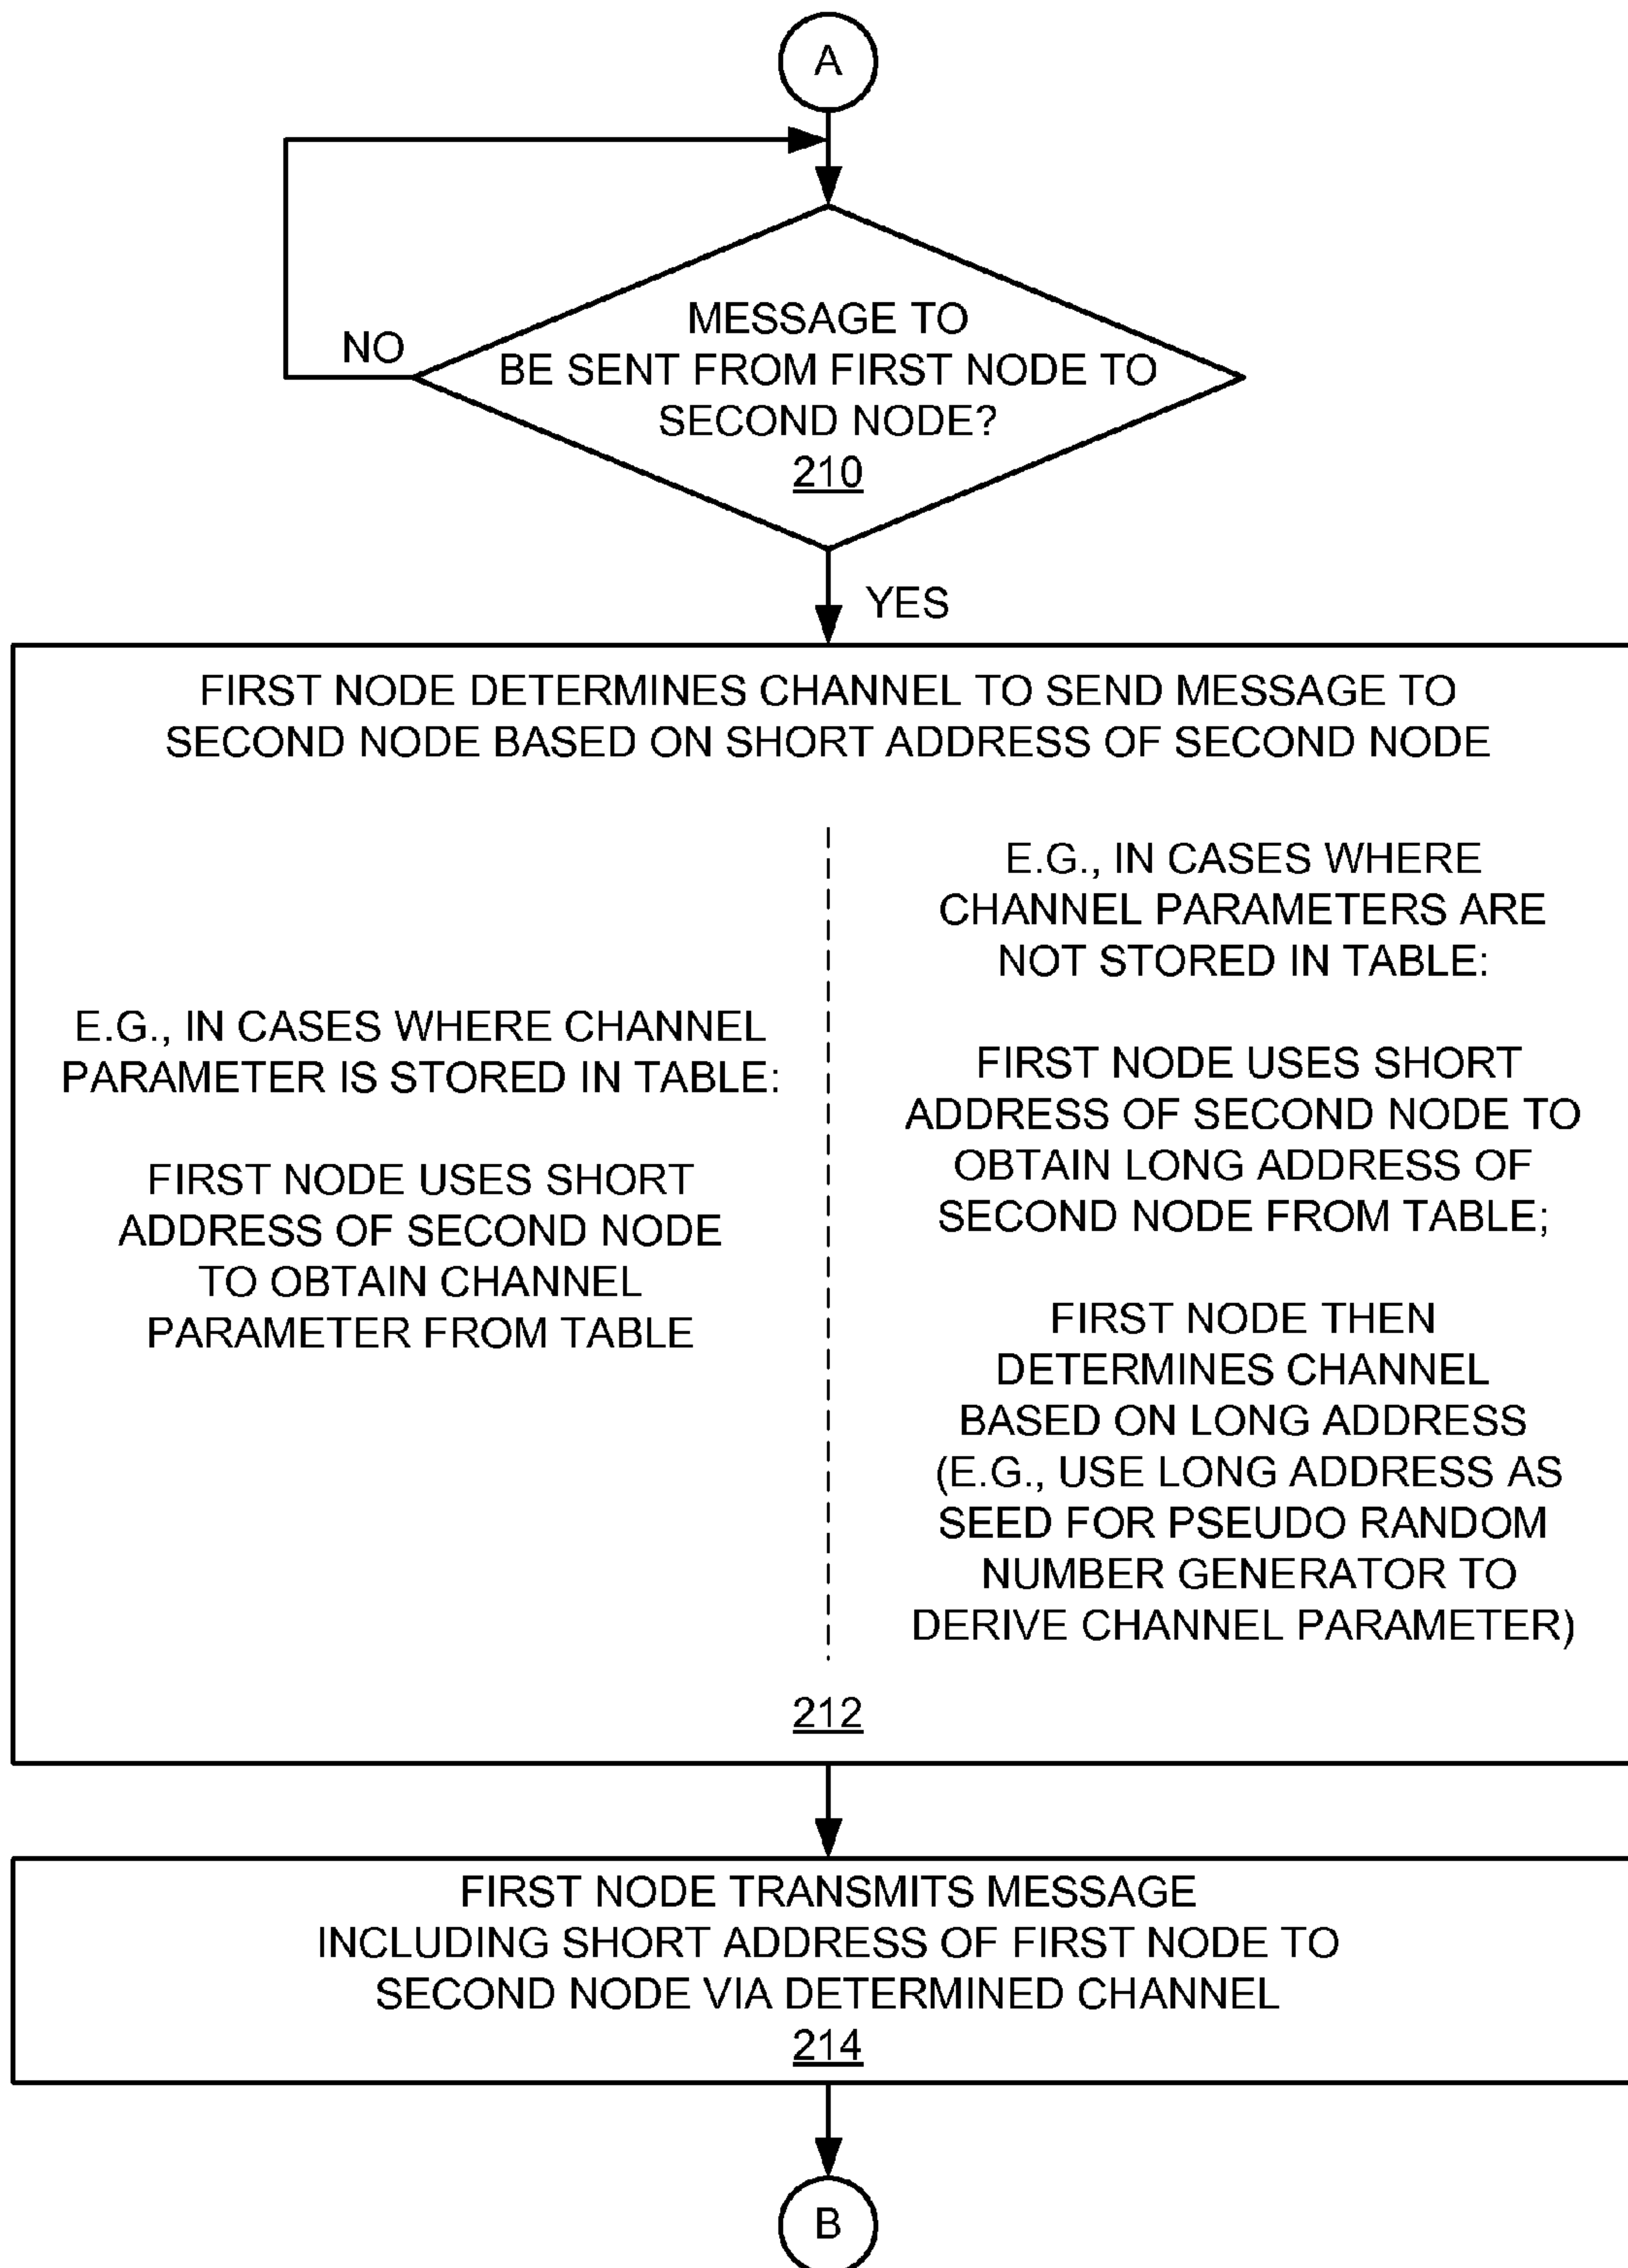 A
MESSAGE TO
BE SENT FROM FIRST NODE TO
SECOND NODE?
210
NO
YES
FIRST NODE DETERMINES CHANNEL TO SEND MESSAGE TO
SECOND NODE BASED ON SHORT ADDRESS OF SECOND NODE
E.G., IN CASES WHERE CHANNEL
PARAMETER IS STORED IN TABLE:
FIRST NODE USES SHORT
ADDRESS OF SECOND NODE
TO OBTAIN CHANNEL
PARAMETER FROM TABLE
E.G., IN CASES WHERE
CHANNEL PARAMETERS ARE
NOT STORED IN TABLE:
FIRST NODE USES SHORT
ADDRESS OF SECOND NODE TO
OBTAIN LONG ADDRESS OF
SECOND NODE FROM TABLE;
FIRST NODE THEN
DETERMINES CHANNEL
BASED ON LONG ADDRESS
(E.G., USE LONG ADDRESS AS
SEED FOR PSEUDO RANDOM
NUMBER GENERATOR TO
DERIVE CHANNEL PARAMETER)
212
FIRST NODE TRANSMITS MESSAGE
INCLUDING SHORT ADDRESS OF FIRST NODE TO
SECOND NODE VIA DETERMINED CHANNEL
214
B